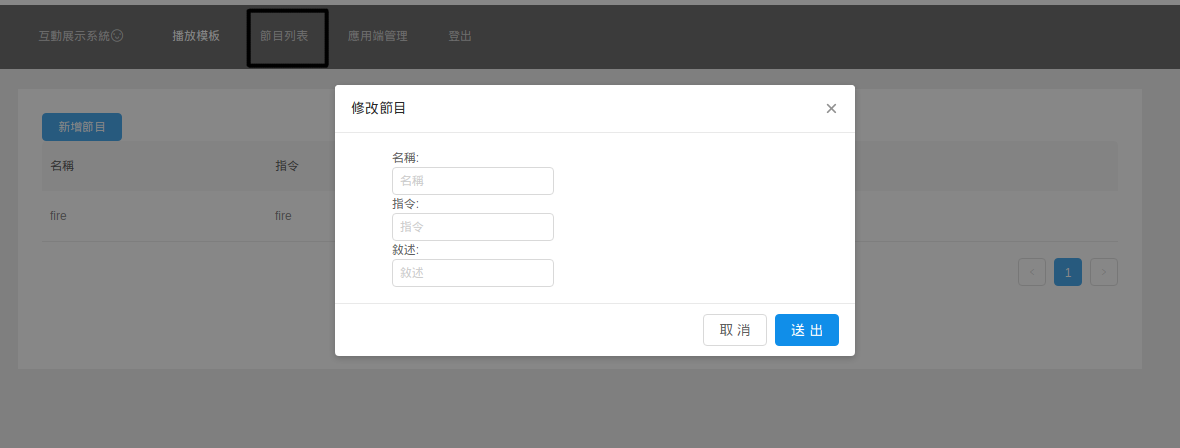 互動展示系統 播放模板 節目列表 應用端管理 登出
修改節目
新增節目
名稱 指令
fire fire
名稱:
名稱
指令:
指令
敘述:
敘述
1
取 消 送 出